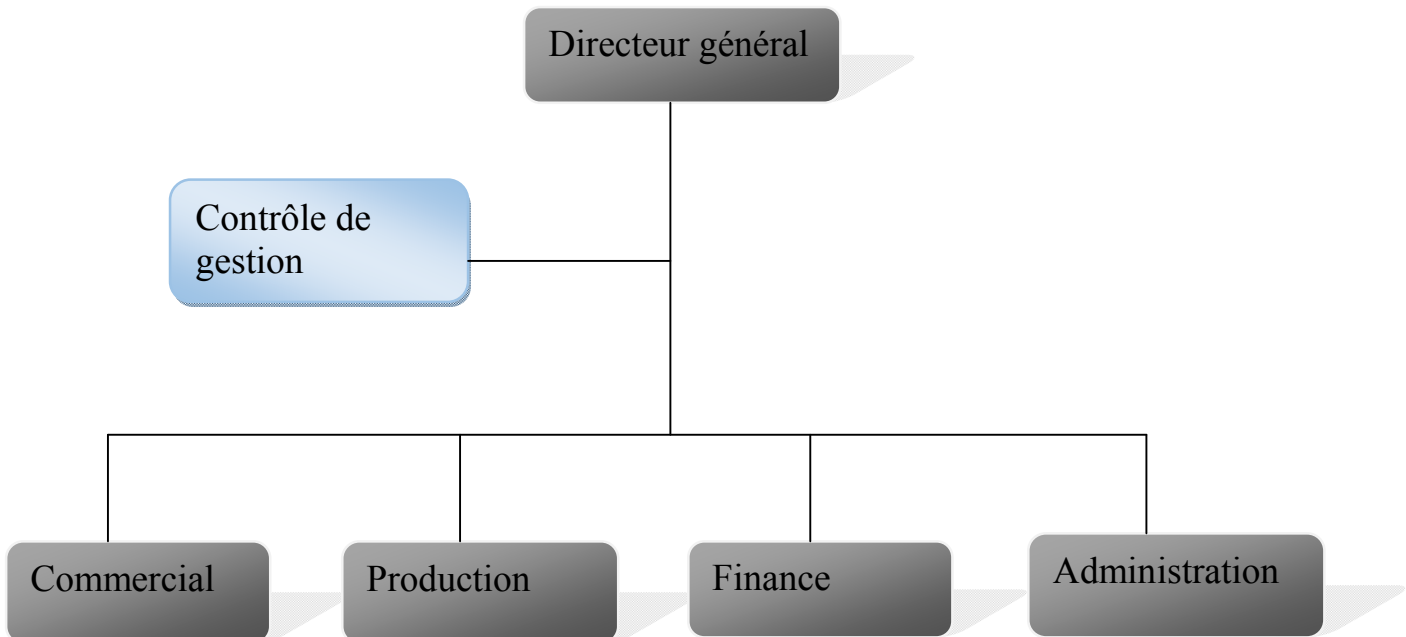 Directeur général
Contrôle de
gestion
Commercial
Production
Finance
Administration